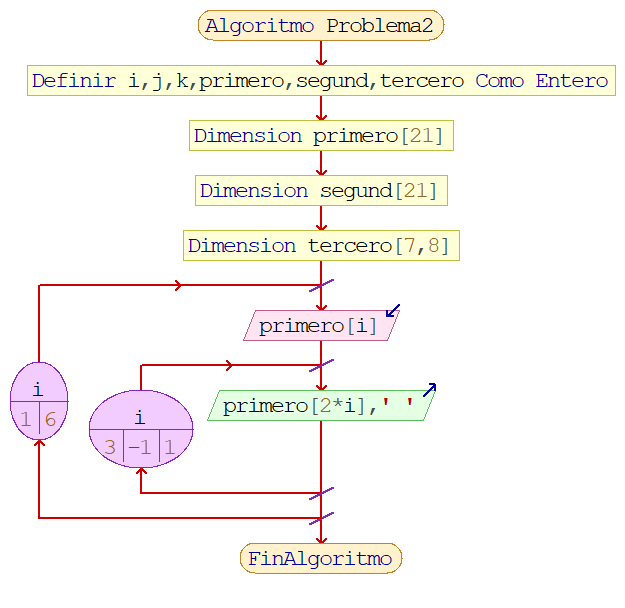 Algoritmo Problema2
Definir i,j,k,primero,segund,tercero Como Entero
Dimension primero[21]
Dimension segund[21]
Dimension tercero[7,8]
primero[i]
i
1 6
i
3 -1 1
primero[2*i],' '
FinAlgoritmo